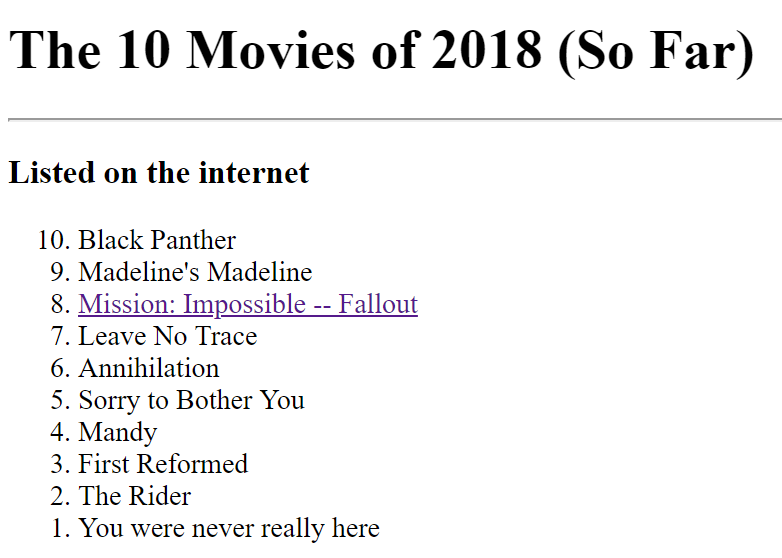 The 10 Movies of 2018 (So Far)
Listed on the internet
10. Black Panther
9. Madeline's Madeline
8. Mission: Impossible -- Fallout
7. Leave No Trace
6. Annihilation
5. Sorry to Bother You
4. Mandy
3. First Reformed
2. The Rider
1. You were never really here